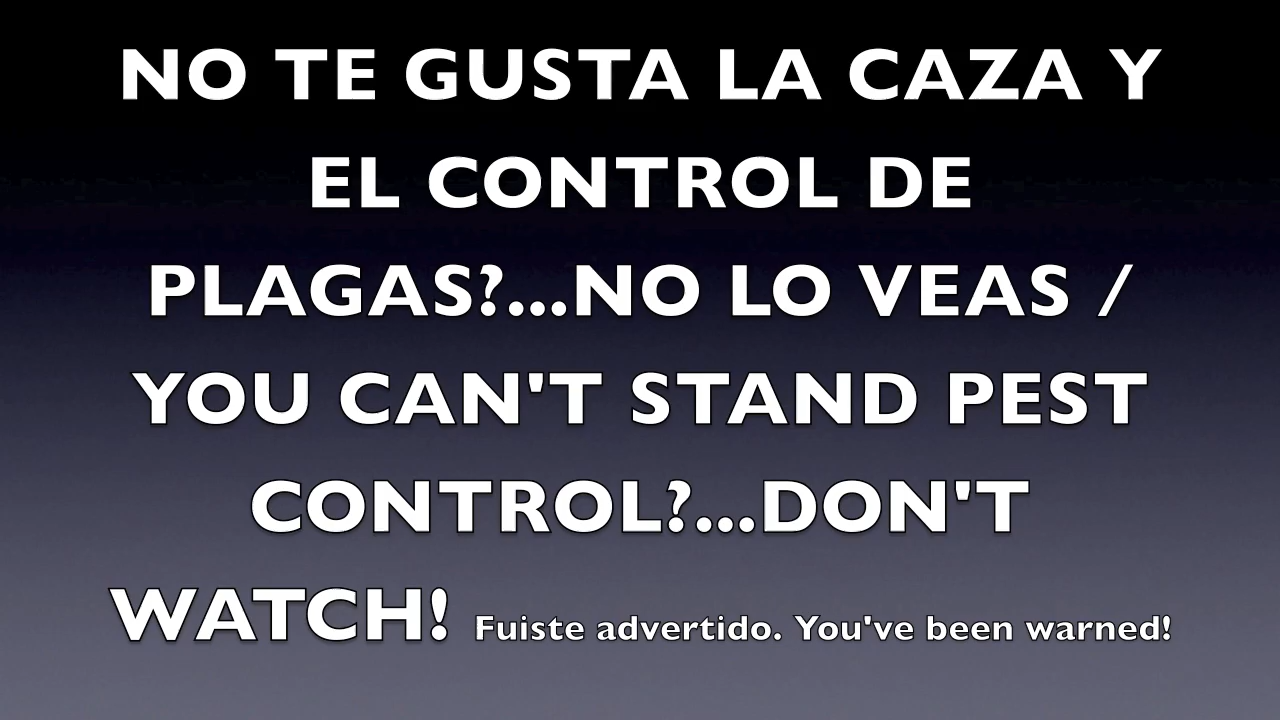 NO TE GUSTA LA CAZA Y
EL CONTROL DE
PLAGAS?...NO LO VEAS /
YOU CAN'T STAND PEST
CONTROL?...DON'T
WATCH! Fuiste advertido. You've been warned!